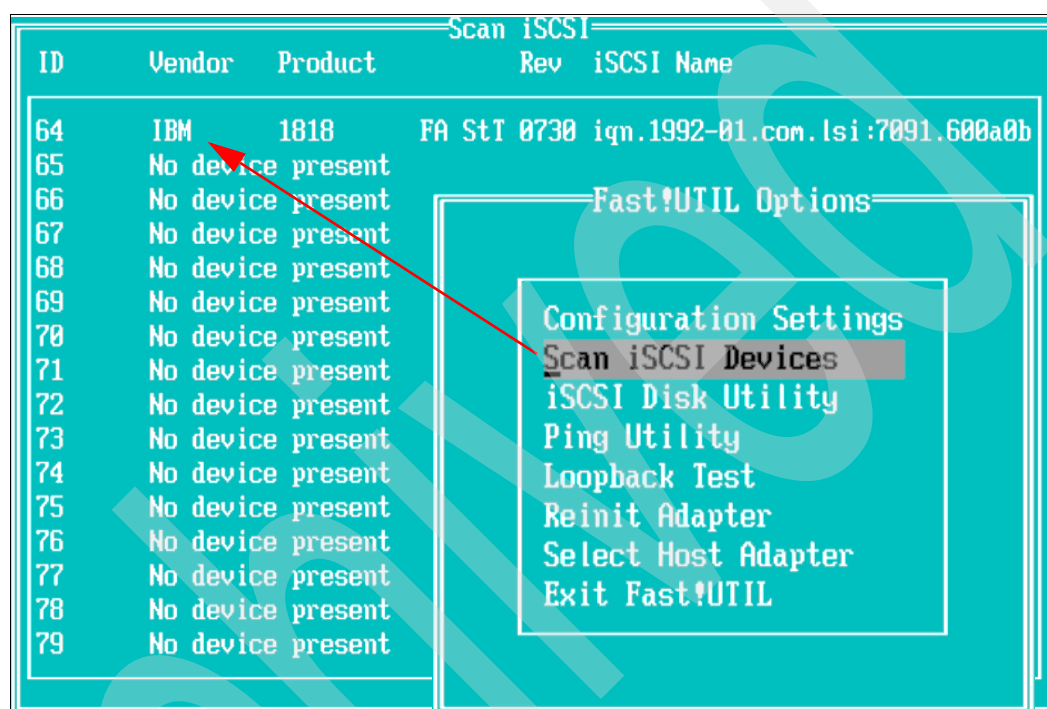 Scan iSCSI
ID Vendor Product Rev iSCSI Name
64 IBM 1818 FA StT 0730 iqn.1992-01.com.lsi:7091.600a0b
65 No device present
66 No device present
67 No device present
68 No device present
69 No device present
70 No device present
71 No device present
72 No device present
73 No device present
74 No device present
75 No device present
76 No device present
77 No device present
78 No device present
79 No device present
Fast!UTIL Options
Configuration Settings
Scan iSCSI Devices
iSCSI Disk Utility
Ping Utility
Loopback Test
Reinit Adapter
Select Host Adapter
Exit Fast!UTIL